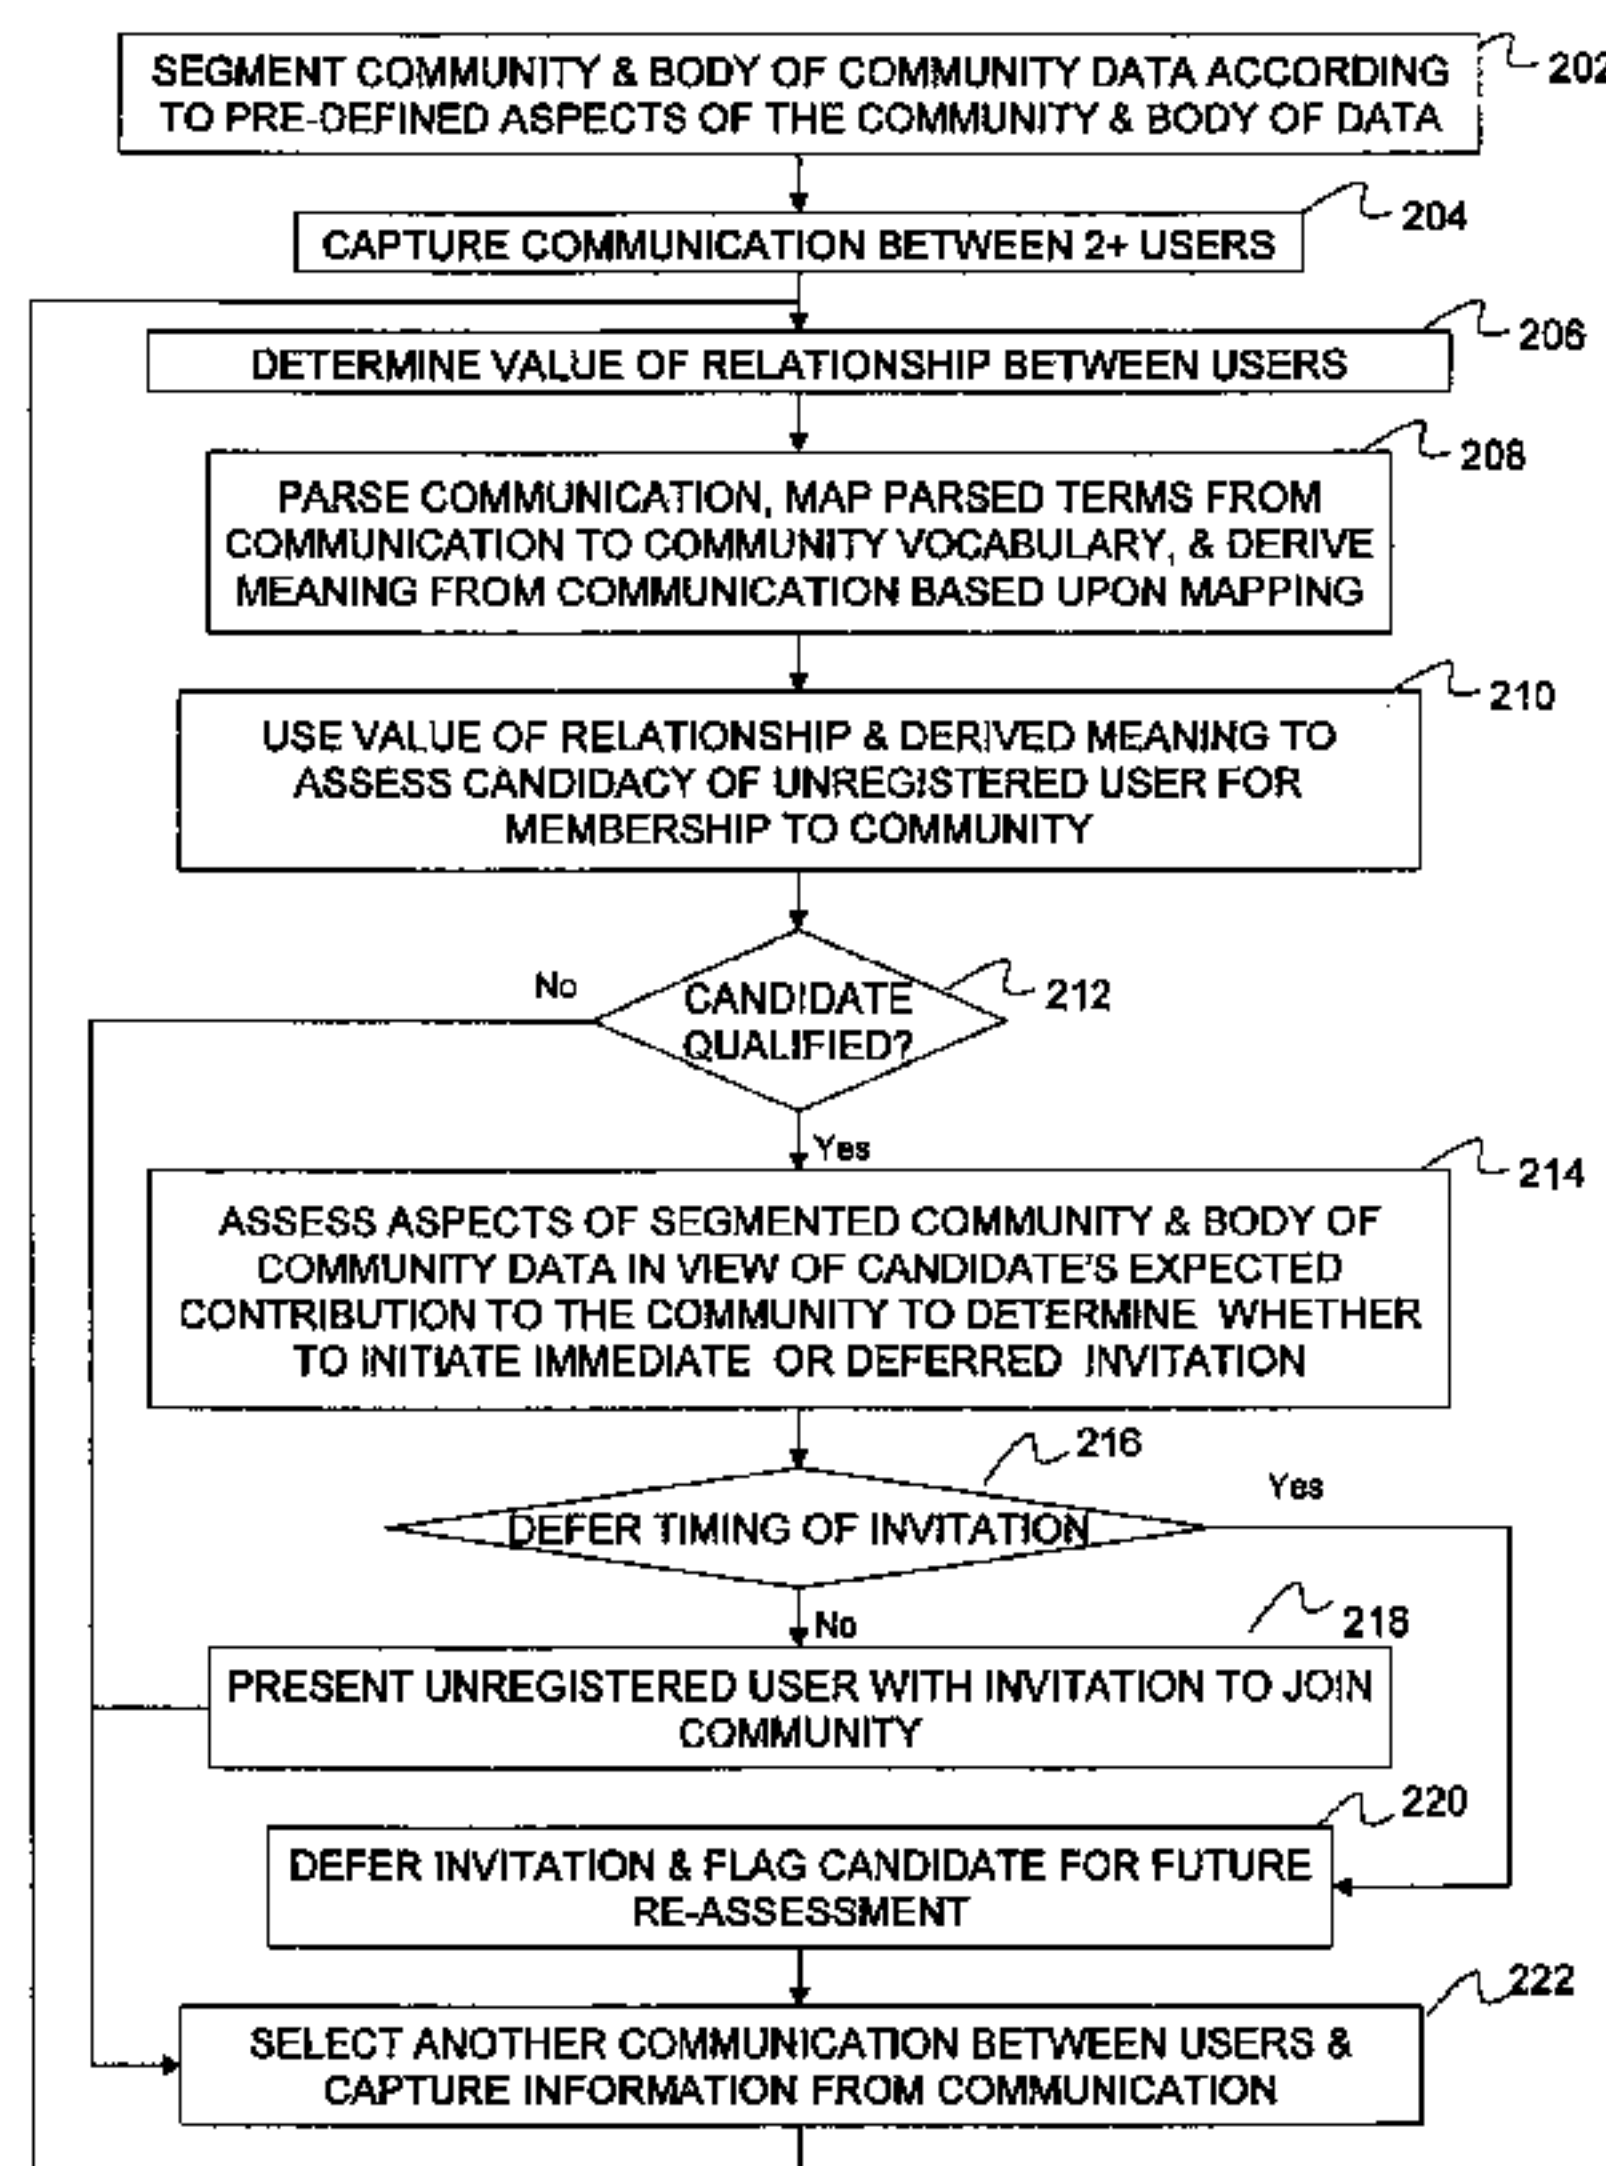 SEGMENT COMMUNITY & BODY OF COMMUNITY DATA ACCORDING
TO PRE-DEFINED ASPECTS OF THE COMMUNITY & BODY OF DATA
202
CAPTURE COMMUNICATION BETWEEN 2+ USERS
204
DETERMINE VALUE OF RELATIONSHIP BETWEEN USERS
206
PARSE COMMUNICATION, MAP PARSED TERMS FROM
COMMUNICATION TO COMMUNITY VOCABULARY, & DERIVE
MEANING FROM COMMUNICATION BASED UPON MAPPING
208
USE VALUE OF RELATIONSHIP & DERIVED MEANING TO
ASSESS CANDIDACY OF UNREGISTERED USER FOR
MEMBERSHIP TO COMMUNITY
210
No
CANDIDATE
QUALIFIED?
212
Yes
ASSESS ASPECTS OF SEGMENTED COMMUNITY & BODY OF
COMMUNITY DATA IN VIEW OF CANDIDATE'S EXPECTED
CONTRIBUTION TO THE COMMUNITY TO DETERMINE WHETHER
TO INITIATE IMMEDIATE OR DEFERRED INVITATION
214
216
Yes
DEFER TIMING OF INVITATION
No
218
PRESENT UNREGISTERED USER WITH INVITATION TO JOIN
COMMUNITY
220
DEFER INVITATION & FLAG CANDIDATE FOR FUTURE
RE-ASSESSMENT
222
SELECT ANOTHER COMMUNICATION BETWEEN USERS &
CAPTURE INFORMATION FROM COMMUNICATION